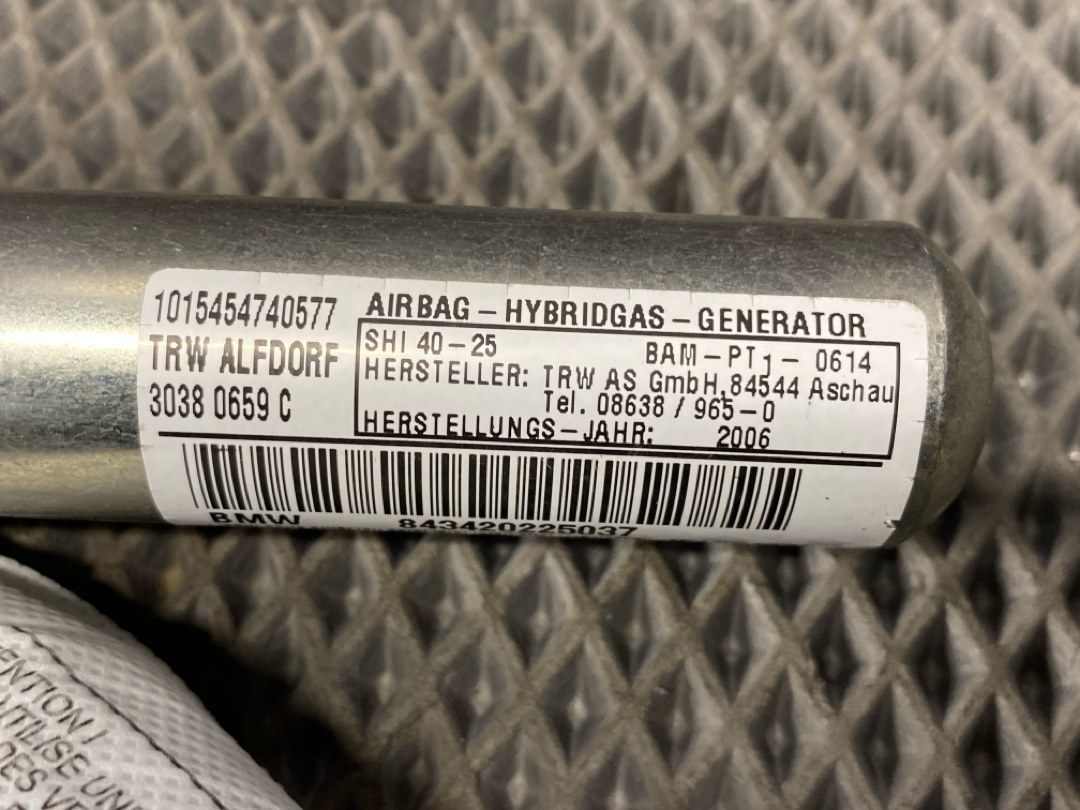 1015454740577
TRW ALFDORF
3038 0659 C
AIRBAG-HYBRIDGAS-GENERATOR
SHI 40-25 BAM-PT1-0614
HERSTELLER: TRW AS GmbH, 84544 Aschau
Tel. 08638 / 965-0
HERSTELLUNGS-JAHR: 2006
BMW 843420225037